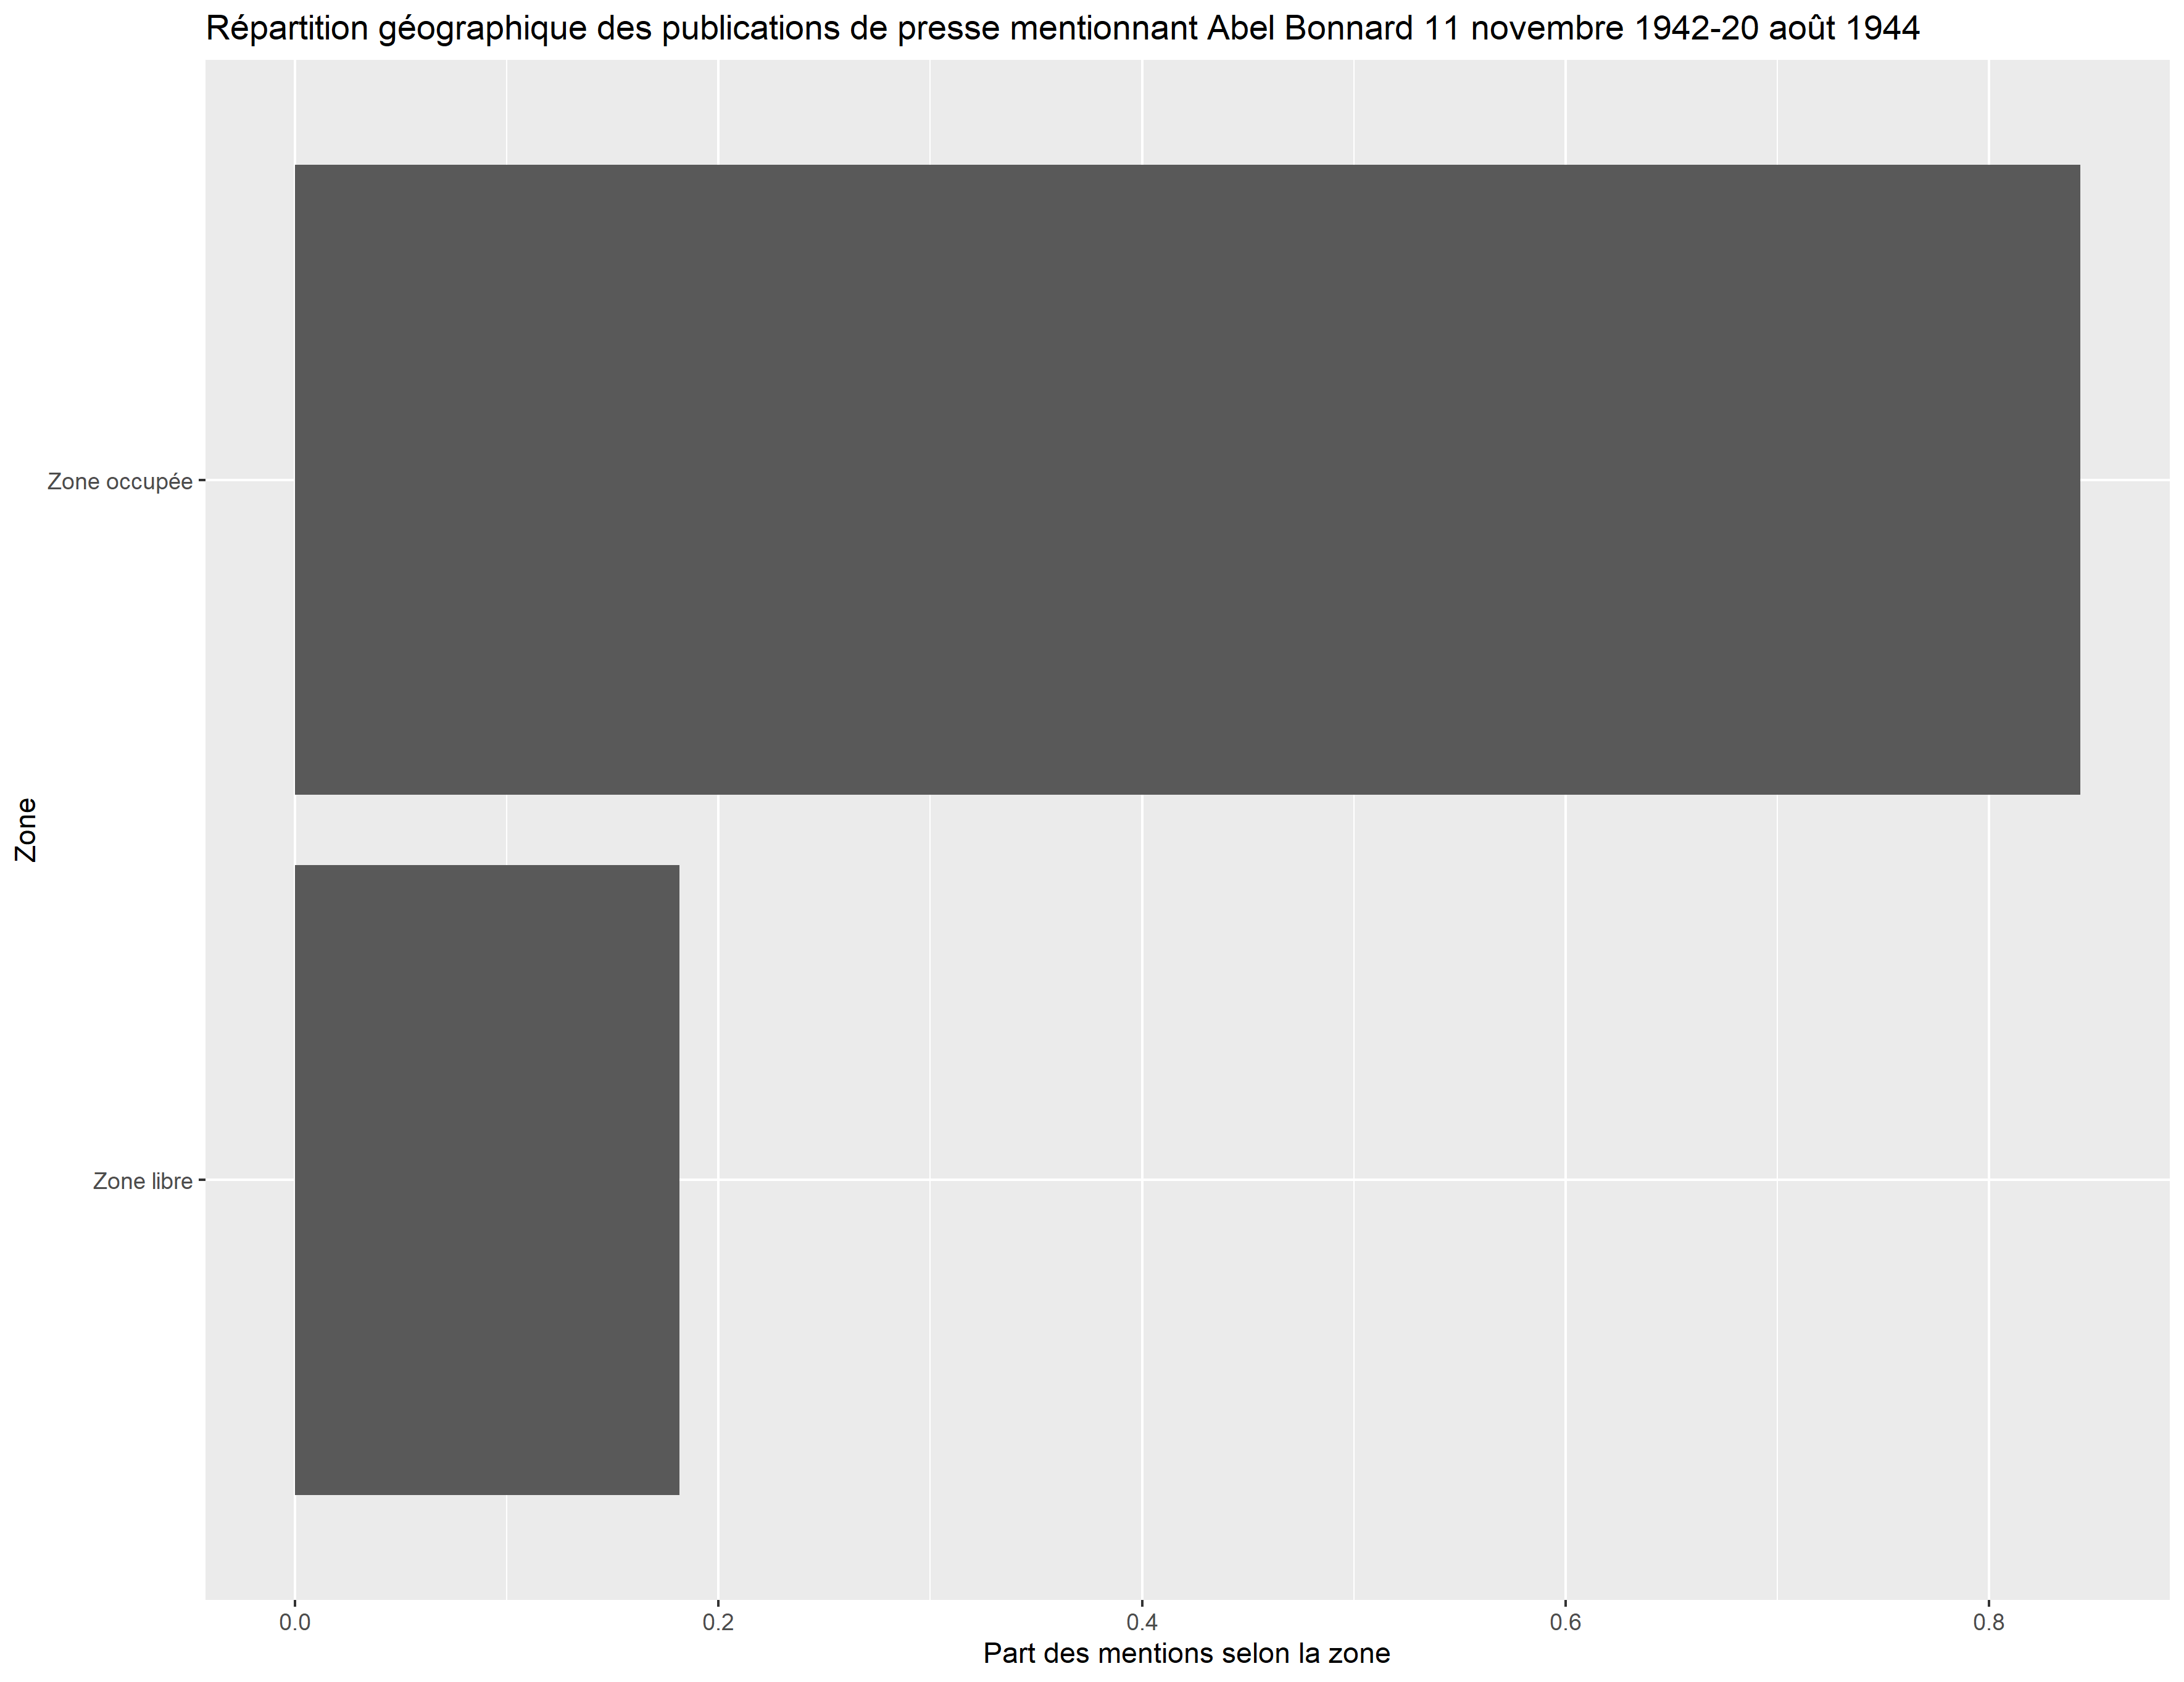 Répartition géographique des publications de presse mentionnant Abel Bonnard 11 novembre 1942-20 août 1944
Zone
Zone occupée
Zone libre
0.0 0.2 0.4 0.6 0.8
Part des mentions selon la zone